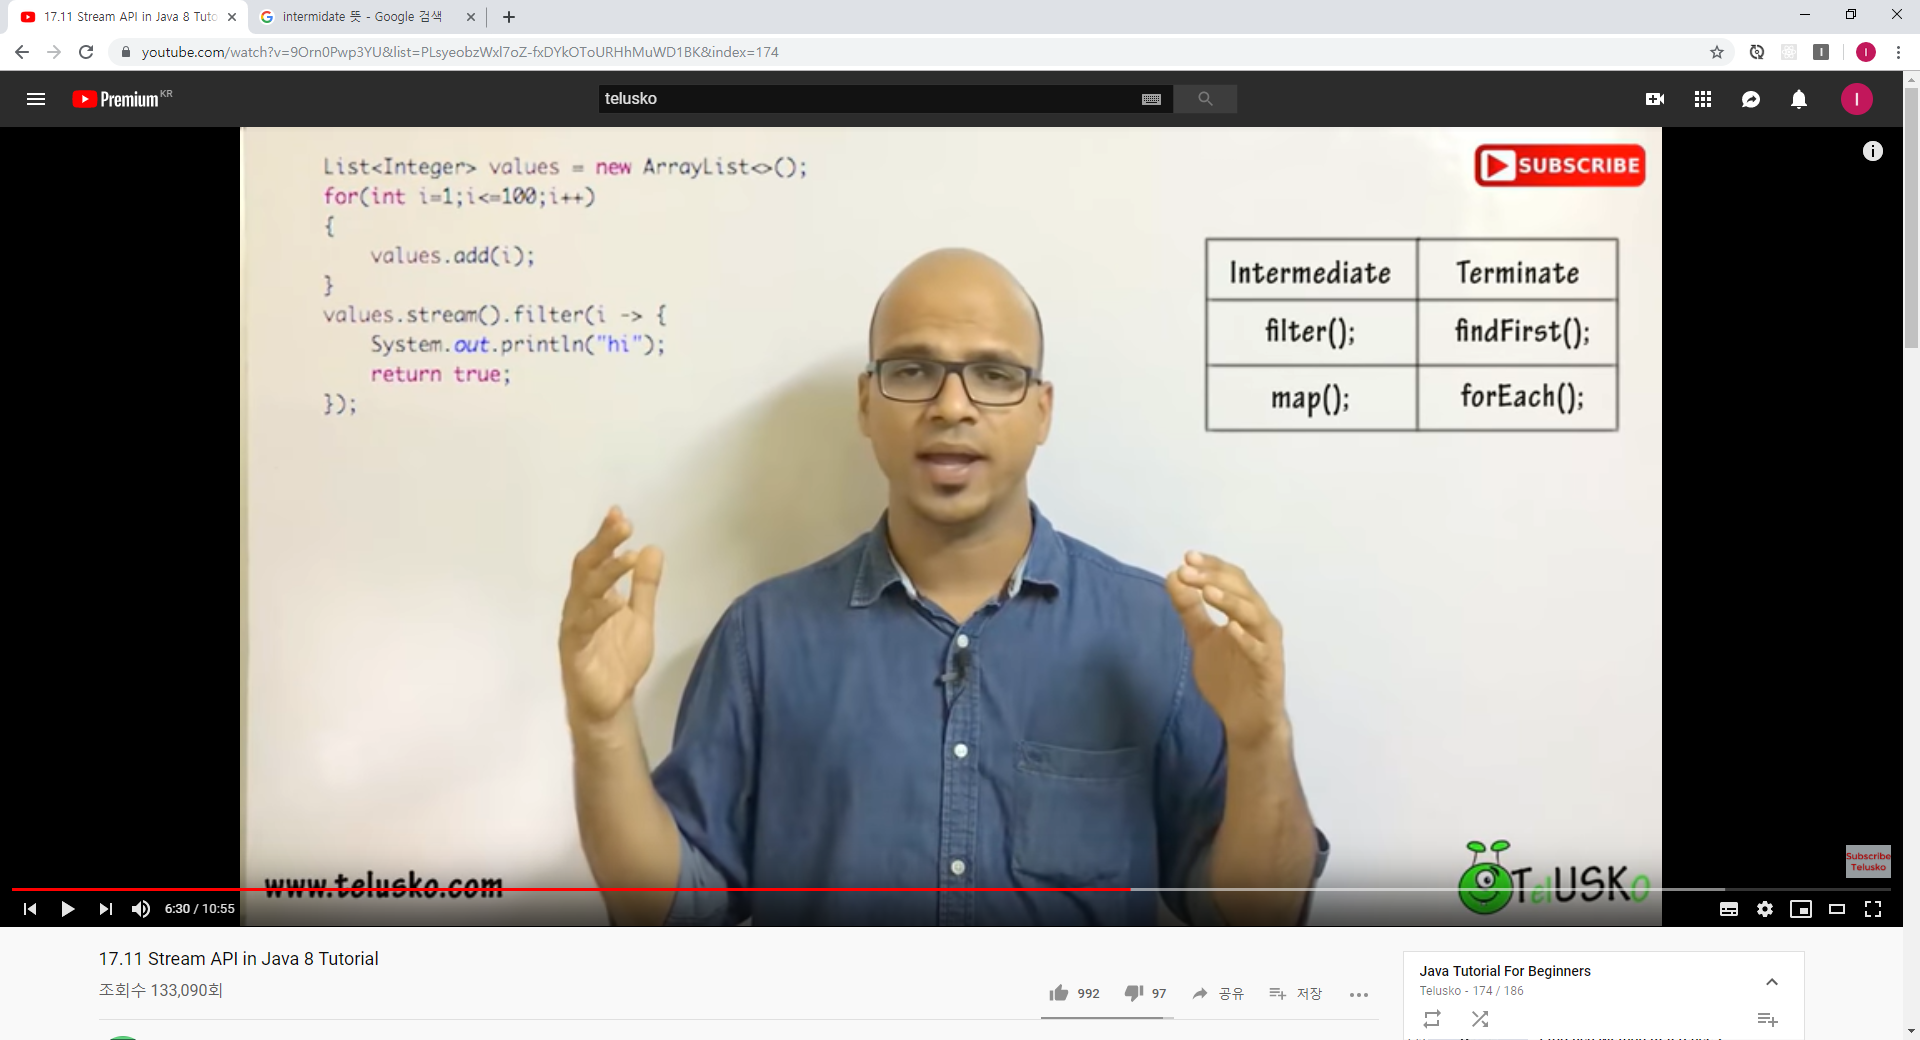 17.11 Stream API in Java 8 Tuto
intermidate 뜻 - Google 검색
youtube.com/watch?v=9Orn0Pwp3YU&list=PLsyeobzWxl7oZ-fxDYkOToURHhMuWD1BK&index=174
I
Premium KR
telusko
I
List<Integer> values = new ArrayList<>();
for(int i=1;i<=100;i++)
{
values.add(i);
}
values.stream().filter(i -> {
System.out.println("hi");
return true;
});
SUBSCRIBE
Intermediate Terminate
filter(); findFirst();
map(); forEach();
www.telusko.com
TelUSKO
Subscribe
Telusko
6:30 / 10:55
17.11 Stream API in Java 8 Tutorial
조회수 133,090회
992 97 공유 저장
Java Tutorial For Beginners
Telusko - 174 / 186